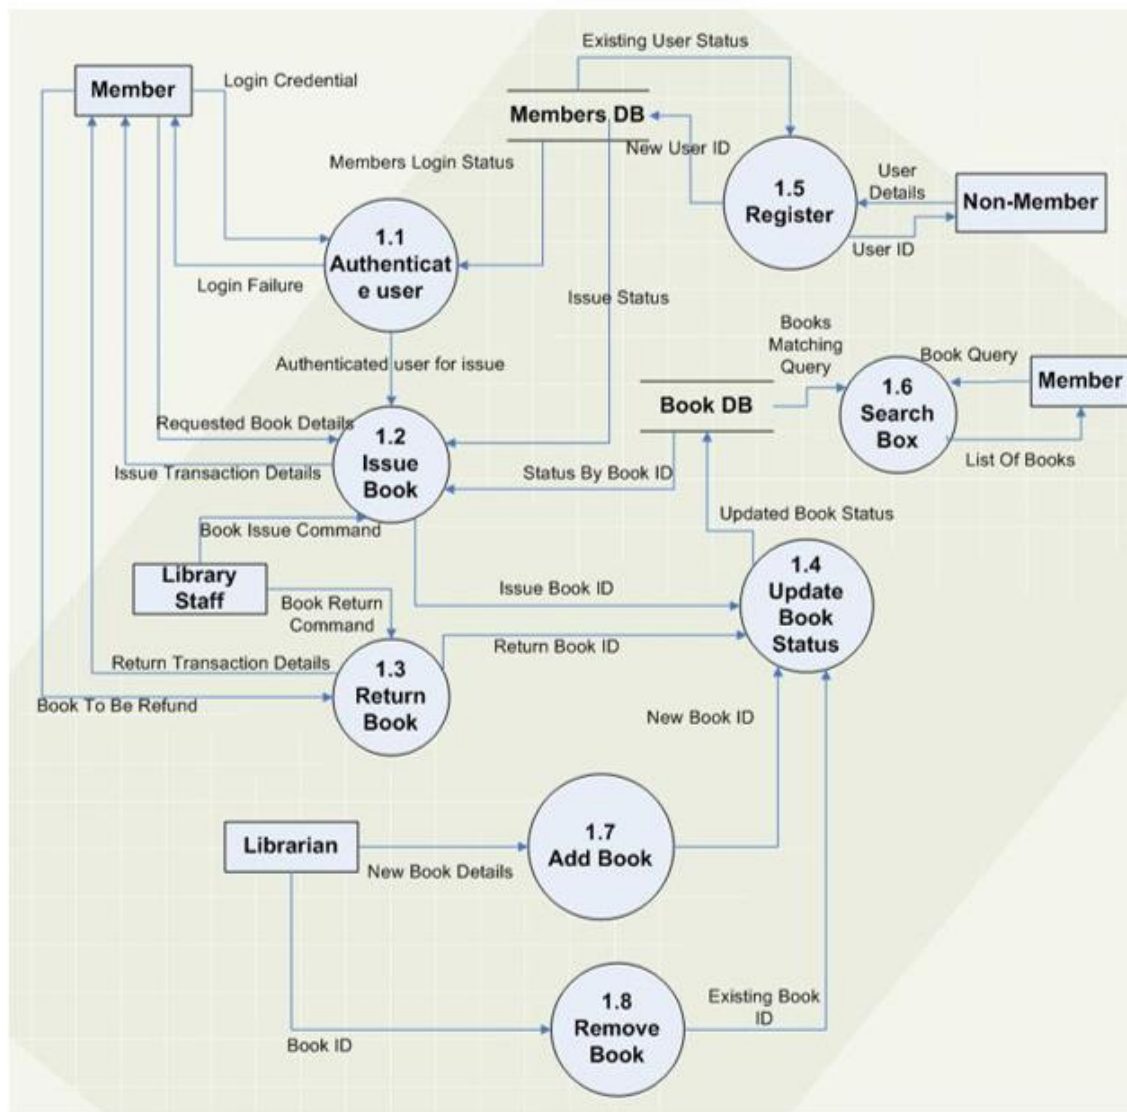 Existing User Status
Member
Login Credential
Members DB
New User ID
Members Login Status
User
Details
1.5
Register
Non-Member
User ID
1.1
Authenticat
e user
Login Failure
Issue Status
Books
Matching
Query
Book Query
Authenticated user for issue
Book DB
1.6
Search
Box
Member
Requested Book Details
1.2
Issue
Book
Issue Transaction Details
Status By Book ID
List Of Books
Book Issue Command
Updated Book Status
Library
Staff
1.4
Update
Book
Status
Issue Book ID
Book Return
Command
Return Book ID
Return Transaction Details
1.3
Return
Book
Book To Be Refund
New Book ID
Librarian
1.7
Add Book
New Book Details
1.8
Remove
Book
Existing Book
ID
Book ID